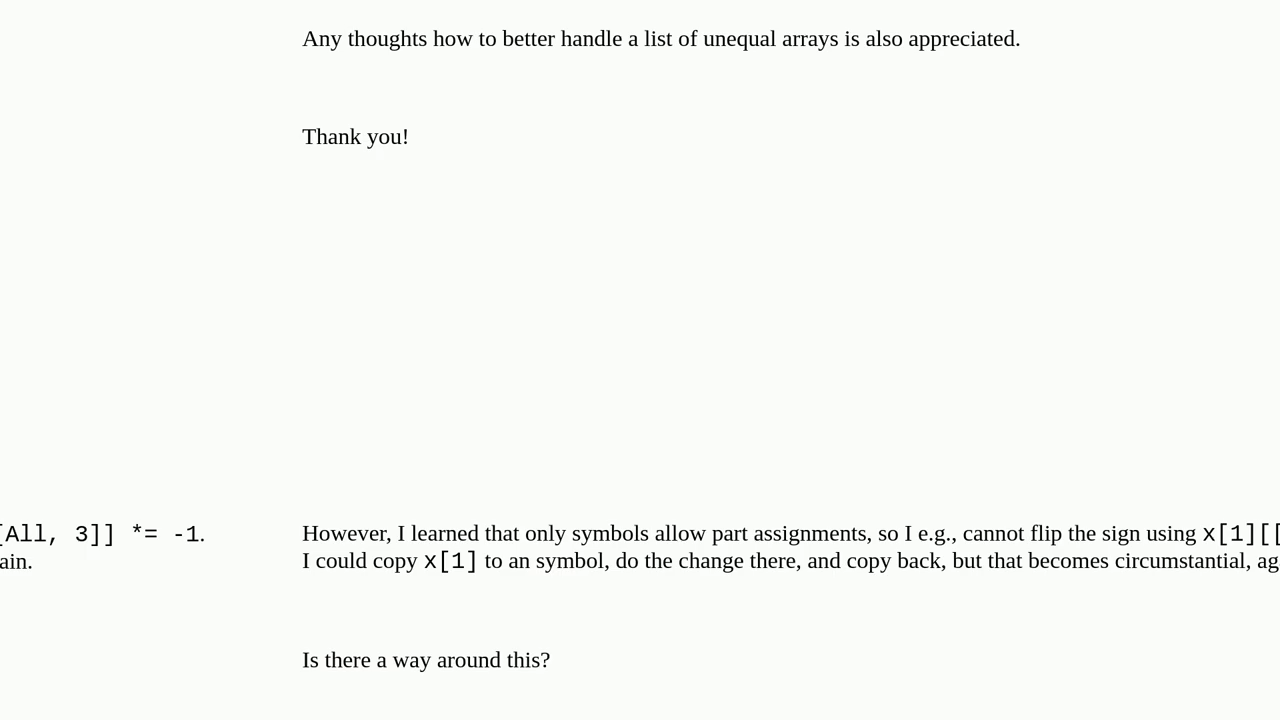 Any thoughts how to better handle a list of unequal arrays is also appreciated.
Thank you!
[All, 3]] *= -1.
ain.
However, I learned that only symbols allow part assignments, so I e.g., cannot flip the sign using x[1][[
I could copy x[1] to an symbol, do the change there, and copy back, but that becomes circumstantial, ag
Is there a way around this?